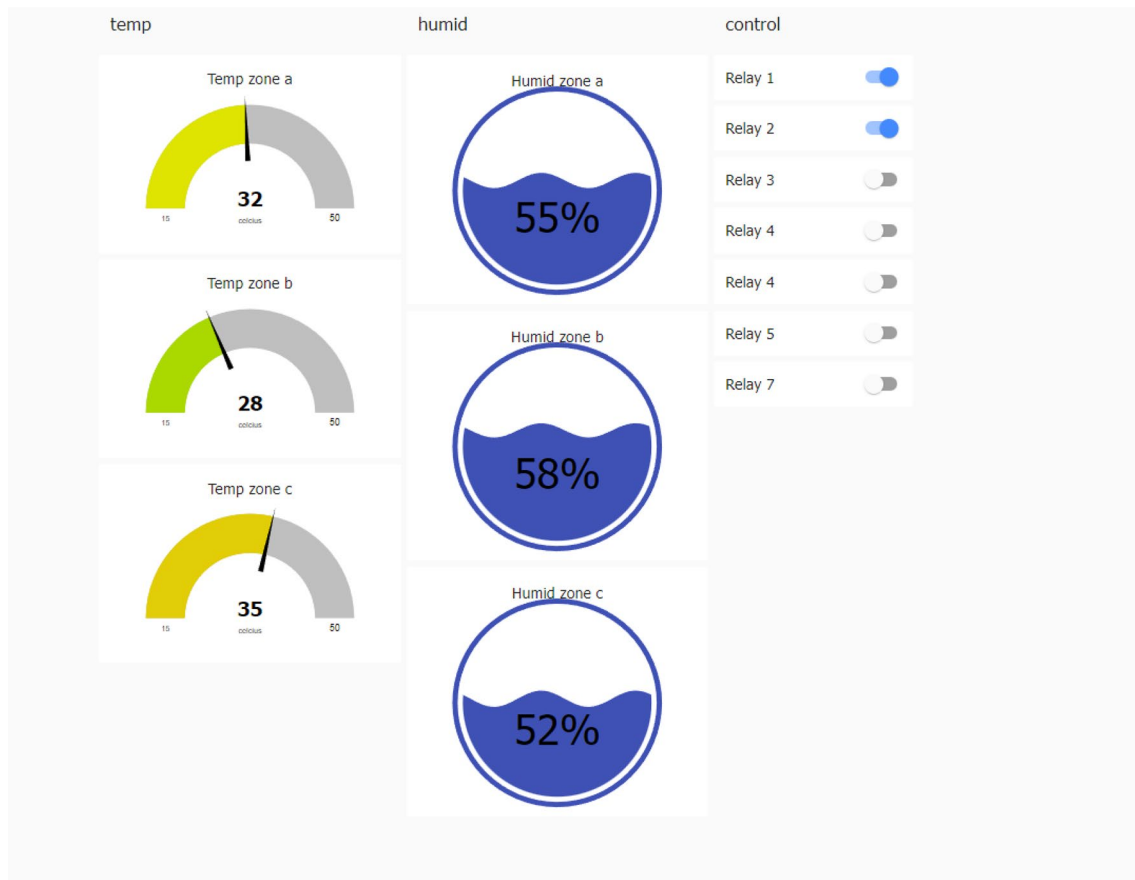 temp
Temp zone a
32
15
celcius
50
Temp zone b
28
15
celcius
50
Temp zone c
35
15
celcius
50
humid
Humid zone a
55%
Humid zone b
58%
Humid zone c
52%
control
Relay 1
Relay 2
Relay 3
Relay 4
Relay 4
Relay 5
Relay 7